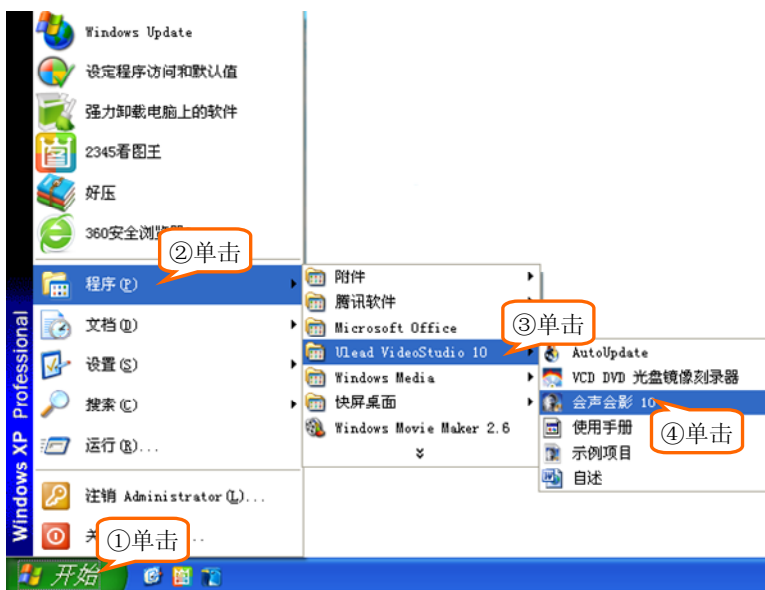 Windows Update
设定程序访问和默认值
强力卸载电脑上的软件
2345看图王
好压
360安全浏览器
②单击
程序(P)
文档(D)
设置(S)
搜索(C)
运行(R)...
注销 Administrator(L)...
关...
①单击
开始
Windows XP Professional
附件
腾讯软件
Microsoft Office
③单击
Ulead VideoStudio 10
Windows Media
快屏桌面
Windows Movie Maker 2.6
AutoUpdate
VCD DVD 光盘镜像刻录器
会声会影 10
使用手册
④单击
示例项目
自述